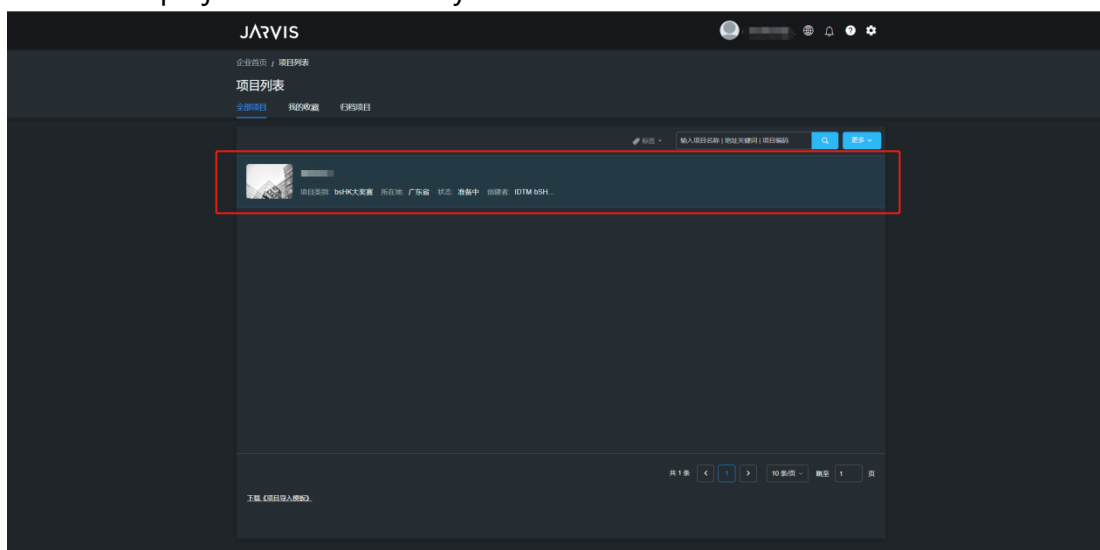 JΛRVIS
企业首页 / 项目列表
项目列表
全部项目 我的收藏 归档项目
标签 输入项目名称 | 地址关键词 | 项目编码 更多
项目类别: bsHK大奖赛 所在地: 广东省 状态: 准备中 创建者: IDTM bSH...
共 1 条 < 1 > 10 条/页 跳至 1 页
下载《项目导入模板》